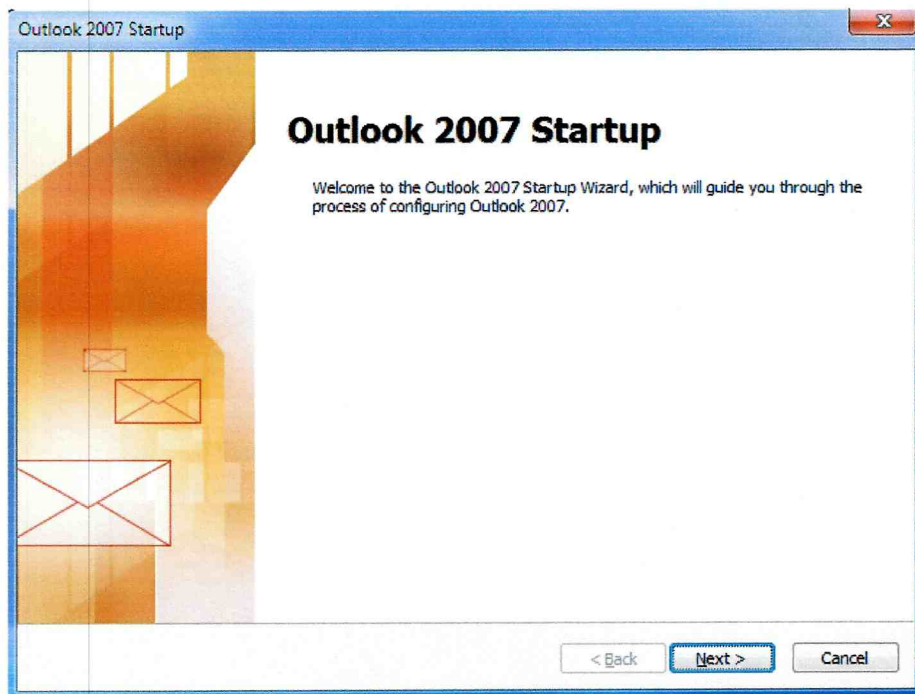 Outlook 2007 Startup
Outlook 2007 Startup
Welcome to the Outlook 2007 Startup Wizard, which will guide you through the
process of configuring Outlook 2007.
< Back
Next >
Cancel